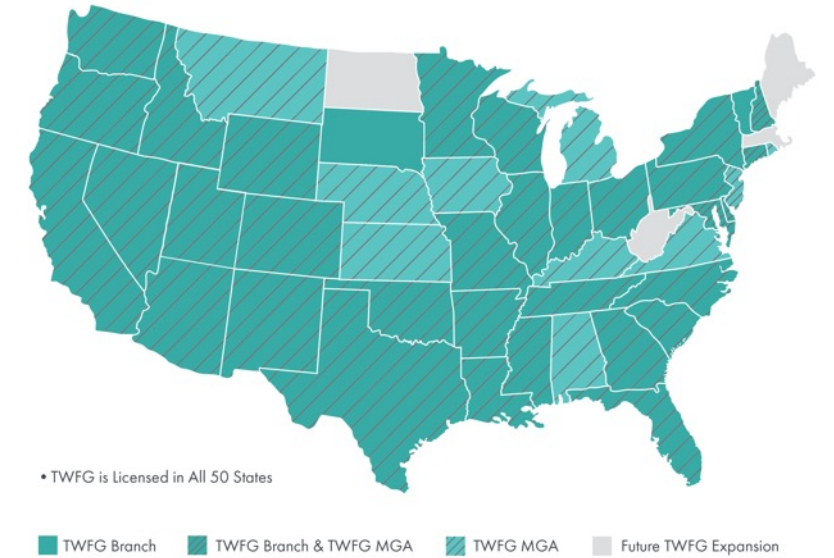 • TWFG is Licensed in All 50 States
TWFG Branch
TWFG Branch & TWFG MGA
TWFG MGA
Future TWFG Expansion